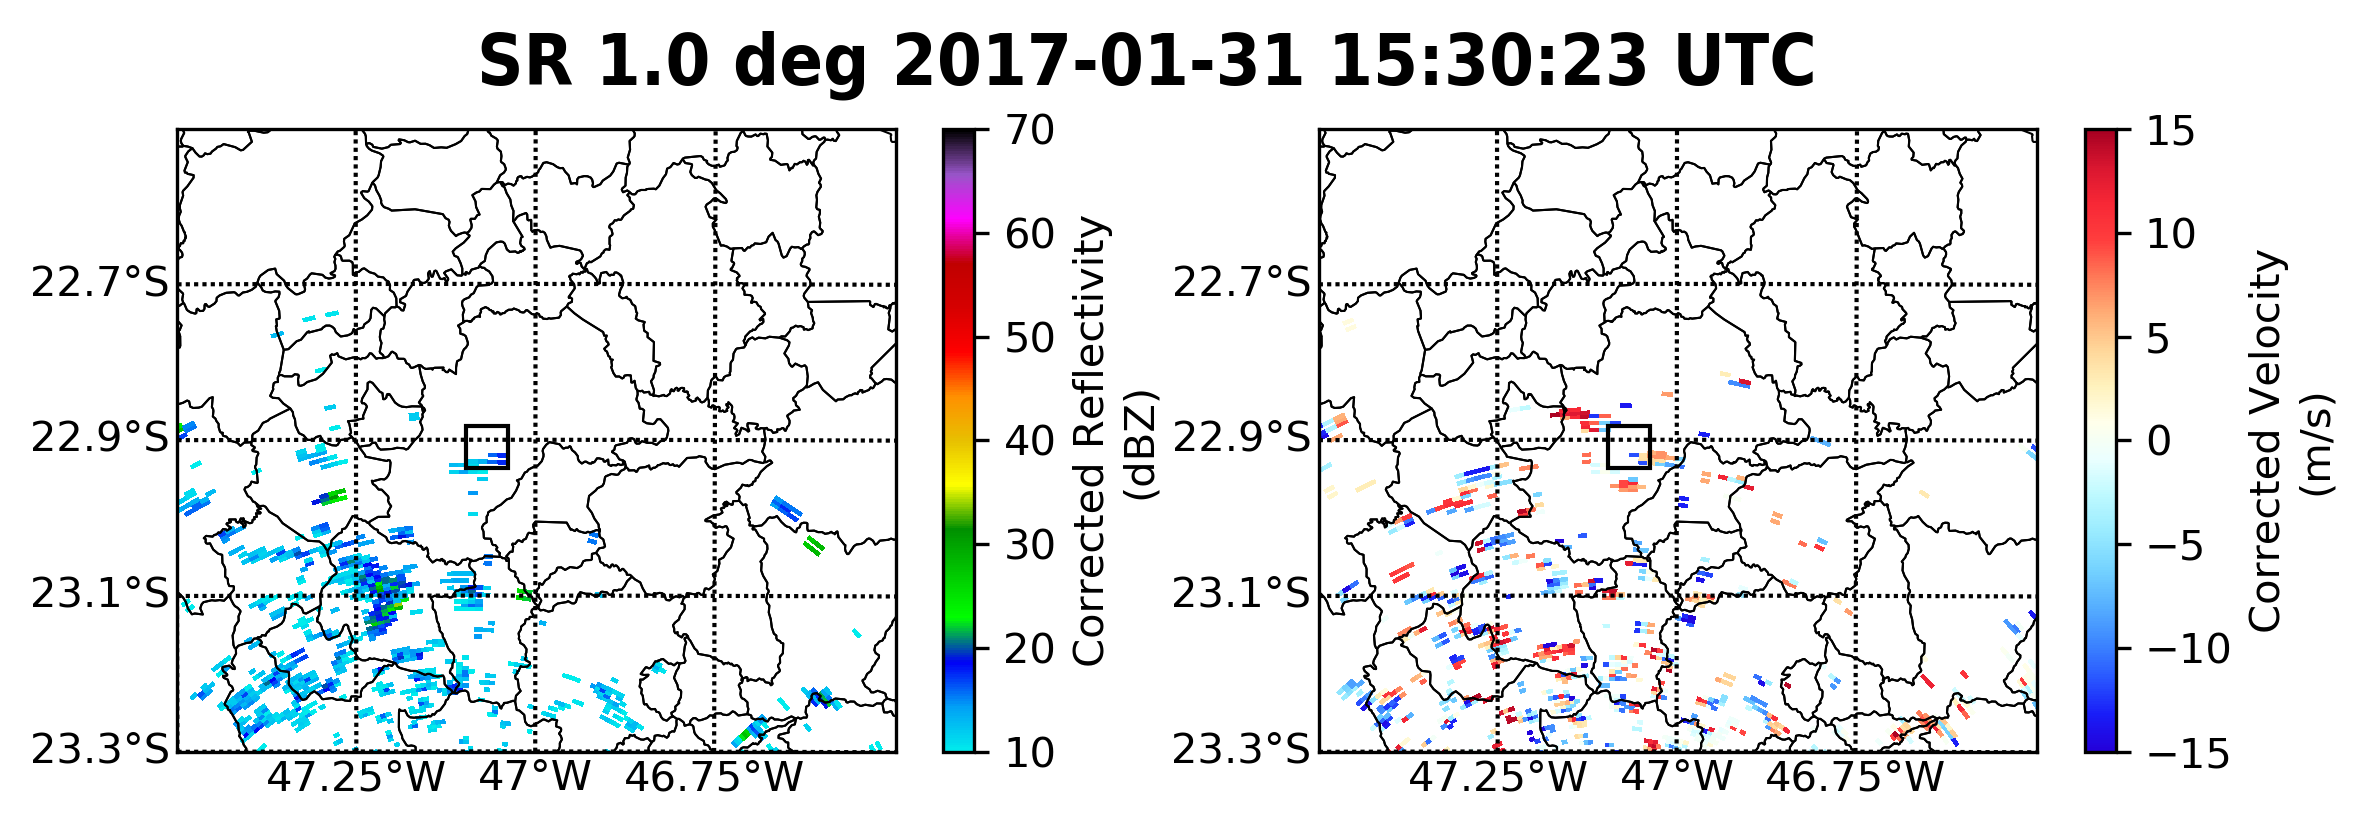 SR 1.0 deg 2017-01-31 15:30:23 UTC
22.7°S
22.9°S
23.1°S
23.3°S
47.25°W 47°W 46.75°W
70
60
50
40
30
20
10
Corrected Reflectivity
(dBZ)
22.7°S
22.9°S
23.1°S
23.3°S
47.25°W 47°W 46.75°W
15
10
5
0
−5
−10
−15
Corrected Velocity
(m/s)